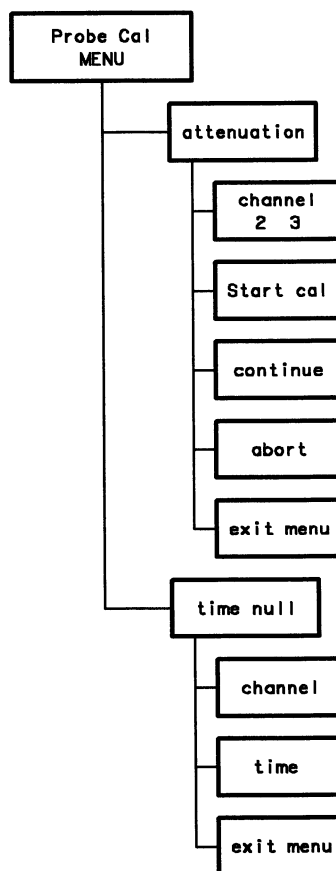 Probe Cal
MENU
attenuation
channel
2 3
Start cal
continue
abort
exit menu
time null
channel
time
exit menu